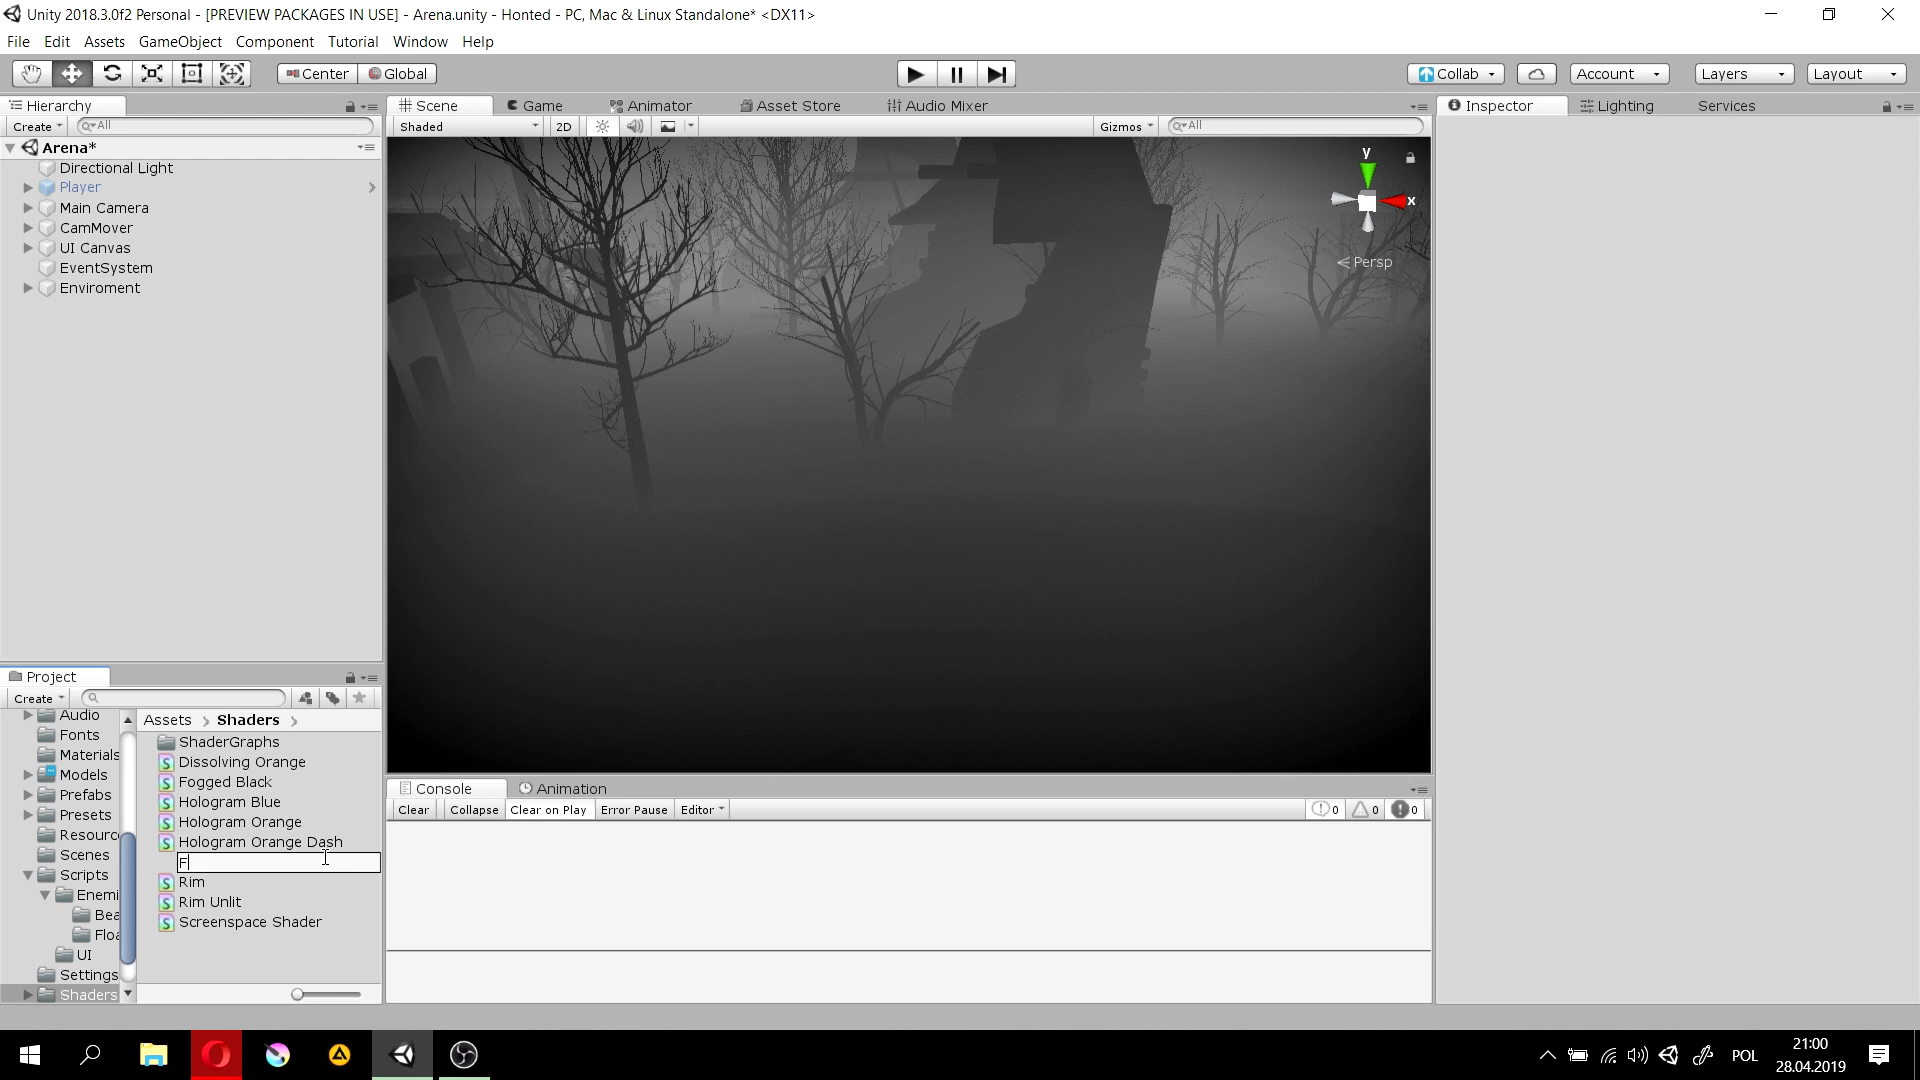 Unity 2018.3.0f2 Personal - [PREVIEW PACKAGES IN USE] - Arena.unity - Honted - PC, Mac & Linux Standalone* <DX11>
File Edit Assets GameObject Component Tutorial Window Help
Center Global Collab Account Layers Layout
Hierarchy Scene Game Animator Asset Store Audio Mixer Inspector Lighting Services
Create All Shaded 2D Gizmos All
Arena*
Directional Light
Player
Main Camera
CamMover
UI Canvas
EventSystem
Enviroment
y
x
Persp
Project
Create
Audio
Fonts
Materials
Models
Prefabs
Presets
Resourc
Scenes
Scripts
Enemi
Bea
Floa
UI
Settings
Shaders
Assets > Shaders >
ShaderGraphs
Dissolving Orange
Fogged Black
Hologram Blue
Hologram Orange
Hologram Orange Dash
F
Rim
Rim Unlit
Screenspace Shader
Console Animation
Clear Collapse Clear on Play Error Pause Editor 0 0 0
POL
21:00
28.04.2019